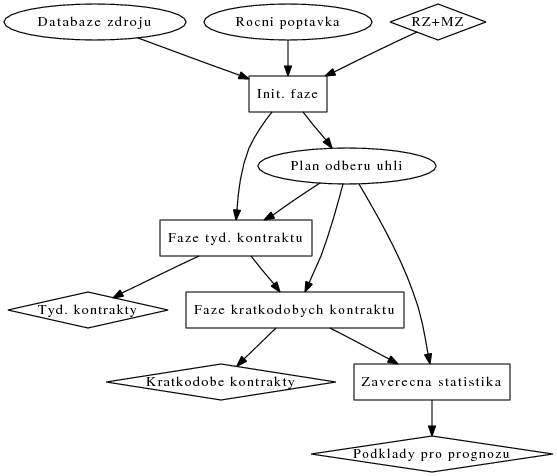 Databaze zdroju
Rocni poptavka
RZ+MZ
Init. faze
Plan odberu uhli
Faze tyd. kontraktu
Tyd. kontrakty
Faze kratkodobych kontraktu
Kratkodobe kontrakty
Zaverecna statistika
Podklady pro prognozu